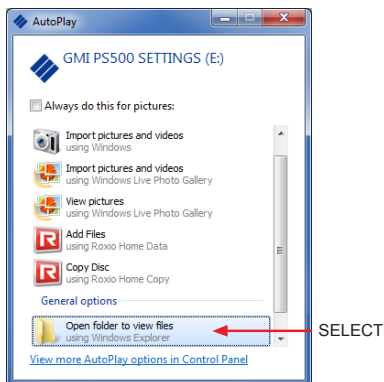 AutoPlay
GMI PS500 SETTINGS (E:)
Always do this for pictures:
Import pictures and videos
using Windows
Import pictures and videos
using Windows Live Photo Gallery
View pictures
using Windows Live Photo Gallery
Add Files
using Roxio Home Data
Copy Disc
using Roxio Home Copy
General options
Open folder to view files
using Windows Explorer
SELECT
View more AutoPlay options in Control Panel